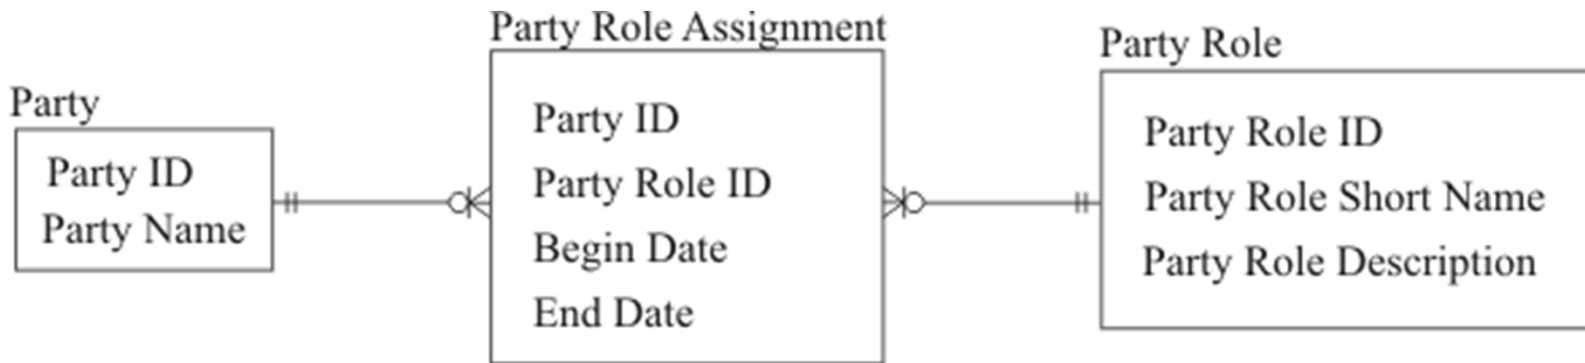 Party
Party ID
Party Name
Party Role Assignment
Party ID
Party Role ID
Begin Date
End Date
Party Role
Party Role ID
Party Role Short Name
Party Role Description